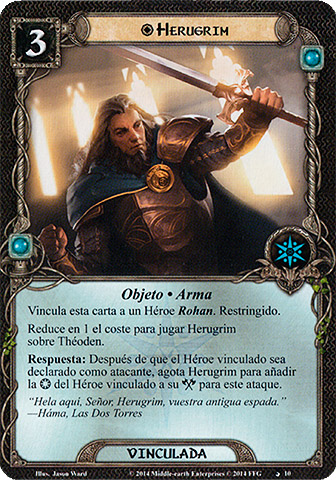 3
HERUGRIM
Objeto • Arma
Vincula esta carta a un Héroe Rohan. Restringido.
Reduce en 1 el coste para jugar Herugrim
sobre Théoden.
Respuesta: Después de que el Héroe vinculado sea
declarado como atacante, agota Herugrim para añadir
la del Héroe vinculado a su para este ataque.
“Hela aquí, Señor, Herugrim, vuestra antigua espada.”
—Háma, Las Dos Torres
VINCULADA
Illus. Jason Ward © 2014 Middle-earth Enterprises © 2014 FFG 10